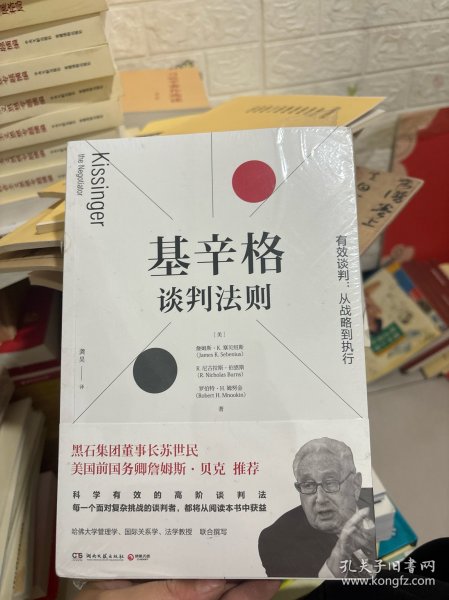 Kissinger
the Negotiator
基辛格
谈判法则
有效谈判：从战略到执行
[美]
詹姆斯·K.塞贝纽斯
(James K. Sebenius)
R.尼古拉斯·伯恩斯
(R. Nicholas Burns)
罗伯特·H.姆努金
(Robert H. Mnookin)
著
龚昊——译
黑石集团董事长苏世民
美国前国务卿詹姆斯·贝克 推荐
科学有效的高阶谈判法
每一个面对复杂挑战的谈判者，都将从阅读本书中获益
哈佛大学管理学、国际关系学、法学教授 联合撰写
湖南文艺出版社
博集天卷
孔夫子旧书网
www.kongfz.com